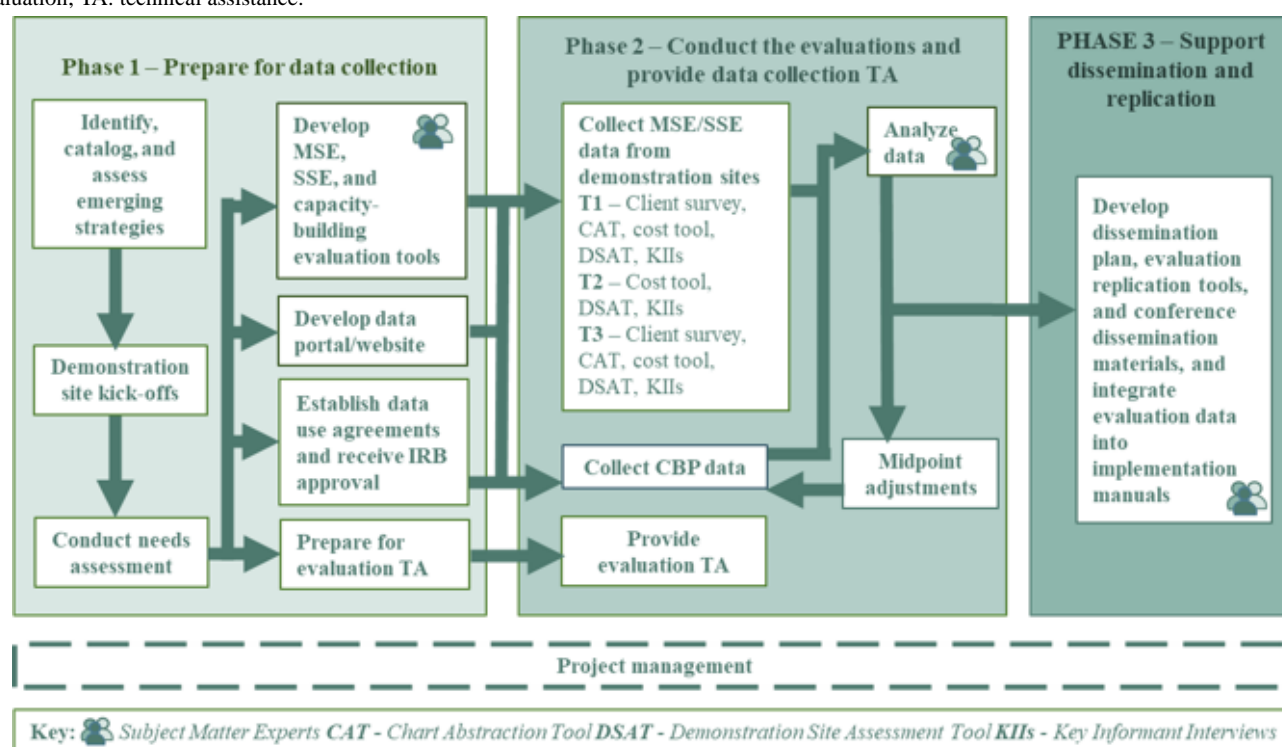 aluation; TA: technical assistance.
Phase 1 – Prepare for data collection
Identify,
catalog, and
assess
emerging
strategies
Demonstration
site kick-offs
Conduct needs
assessment
Develop
MSE,
SSE, and
capacity-
building
evaluation tools
Develop data
portal/website
Establish data
use agreements
and receive IRB
approval
Prepare for
evaluation TA
Phase 2 – Conduct the evaluations and
provide data collection TA
Collect MSE/SSE
data from
demonstration sites
T1 – Client survey,
CAT, cost tool,
DSAT, KIIs
T2 – Cost tool,
DSAT, KIIs
T3 – Client survey,
CAT, cost tool,
DSAT, KIIs
Collect CBP data
Provide
evaluation TA
Analyze
data
Midpoint
adjustments
PHASE 3 – Support
dissemination and
replication
Develop
dissemination
plan, evaluation
replication tools,
and conference
dissemination
materials, and
integrate
evaluation data
into
implementation
manuals
Project management
Key: Subject Matter Experts CAT - Chart Abstraction Tool DSAT - Demonstration Site Assessment Tool KIIs - Key Informant Interviews